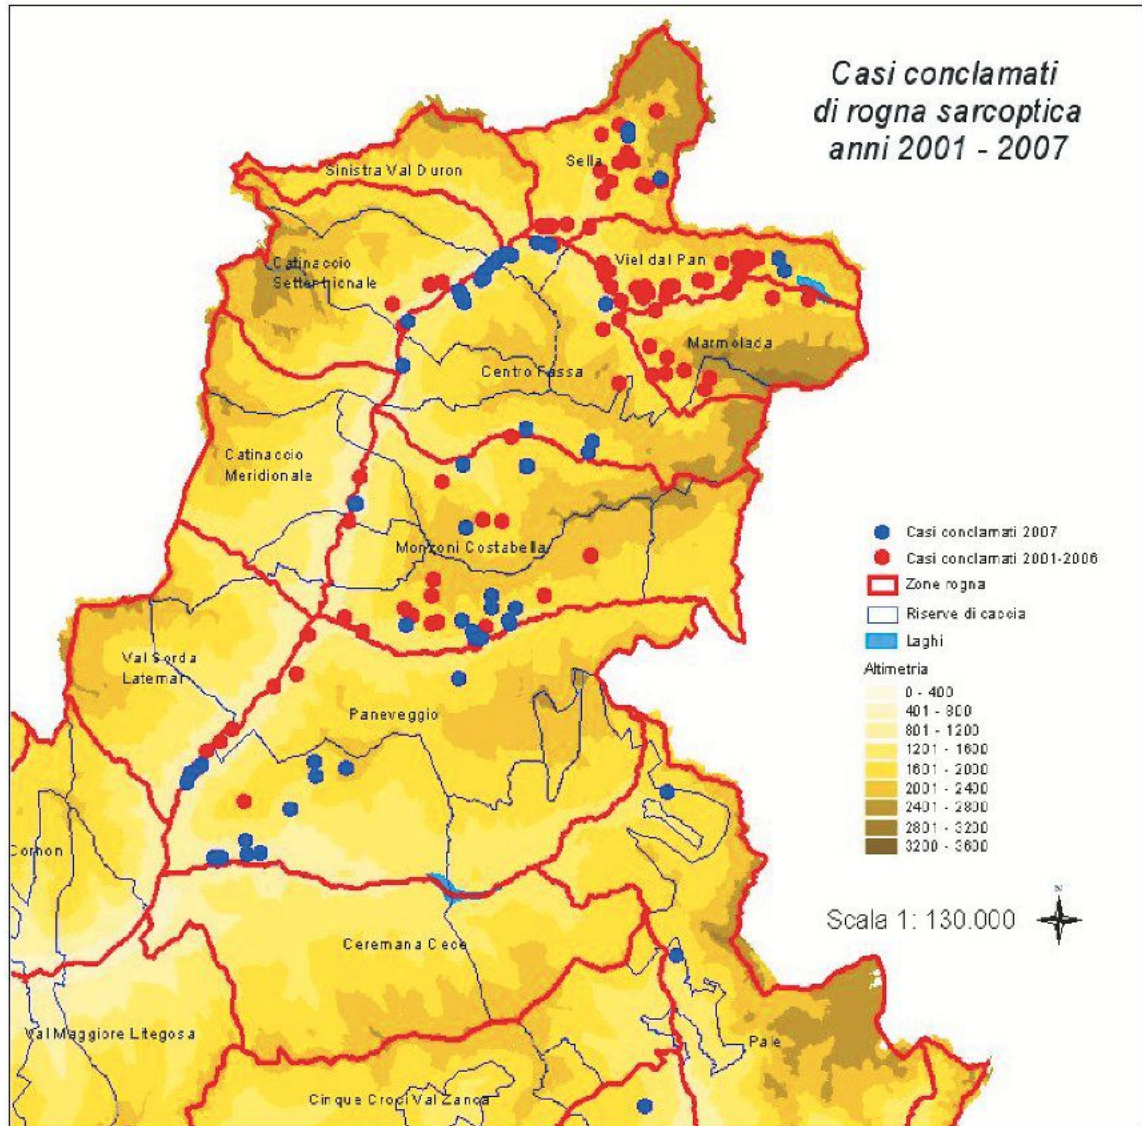 Casi conclamati
di rogna sarcoptica
anni 2001 - 2007
Sella
Sinistra Val Duron
Catinaccio
Settentrionale
Viel dal Pan
Marmolada
Centro Fassa
Catinaccio
Meridionale
Monzoni Costabella
Val Sorda
Latemar
Paneveggio
Cornon
Ceremana Cece
Val Maggiore Litegosa
Pale
Cinque Croci Val Zanca
Casi conclamati 2007
Casi conclamati 2001-2006
Zone rogna
Riserve di caccia
Laghi
Altimetria
0 - 400
401 - 800
801 - 1200
1201 - 1600
1601 - 2000
2001 - 2400
2401 - 2800
2801 - 3200
3200 - 3600
Scala 1: 130.000
N